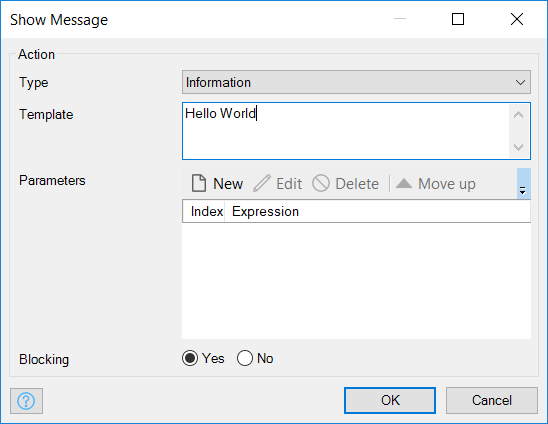 Show Message
Action
Type Information
Template Hello World
Parameters New Edit Delete Move up
Index Expression
Blocking Yes No
? OK Cancel